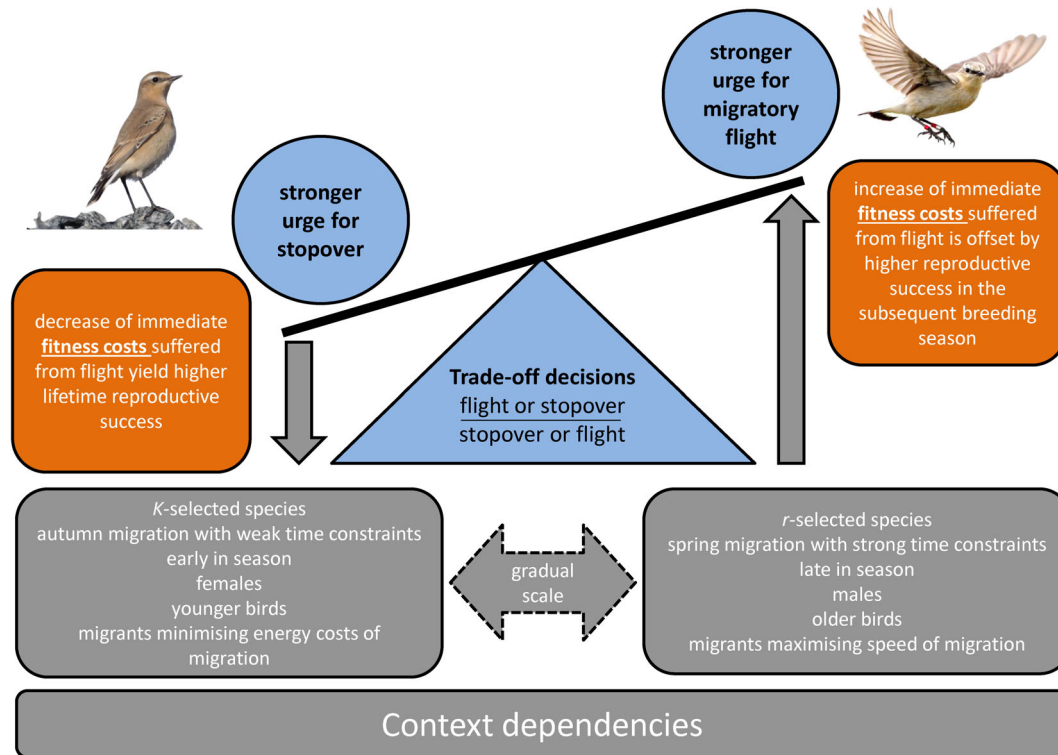 stronger
urge for
migratory
flight
stronger
urge for
stopover
increase of immediate
fitness costs suffered
from flight is offset by
higher reproductive
success in the
subsequent breeding
season
decrease of immediate
fitness costs suffered
from flight yield higher
lifetime reproductive
success
Trade-off decisions
flight or stopover
stopover or flight
K-selected species
autumn migration with weak time constraints
early in season
females
younger birds
migrants minimising energy costs of
migration
gradual
scale
r-selected species
spring migration with strong time constraints
late in season
males
older birds
migrants maximising speed of migration
Context dependencies